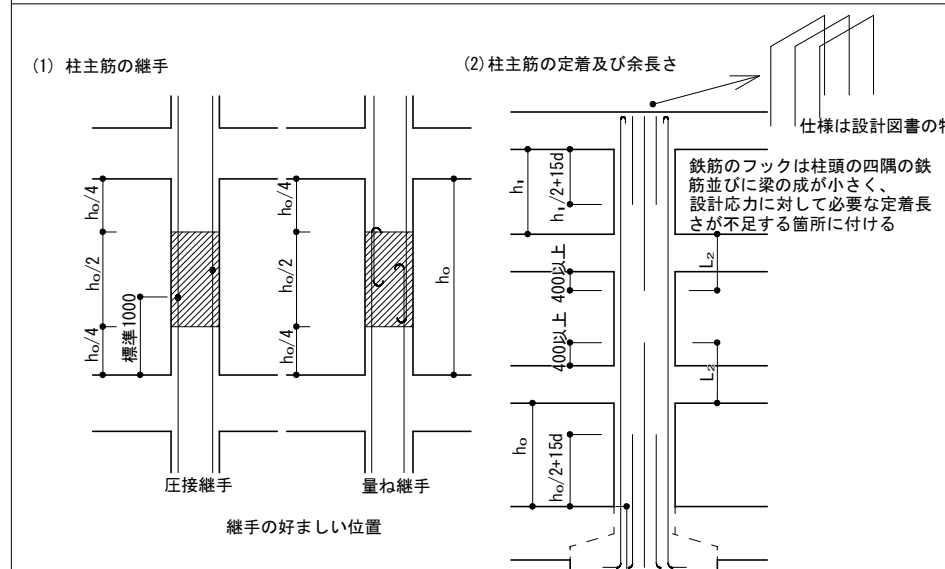 (1) 柱主筋の継手
(2)柱主筋の定着及び余長さ
仕様は設計図書の
鉄筋のフックは柱頭の四隅の鉄
筋並びに梁の成が小さく、
設計応力に対して必要な定着長
さが不足する箇所に付ける
h₀/4
h₀/2
h₀/4
標準1000
h₀/4
h₀/2
h₀/4
h₀
圧接継手
量ね継手
継手の好ましい位置
h₁
h₁/2+15d
400以上
400以上
L₂
L₂
h₀
h₀/2+15d